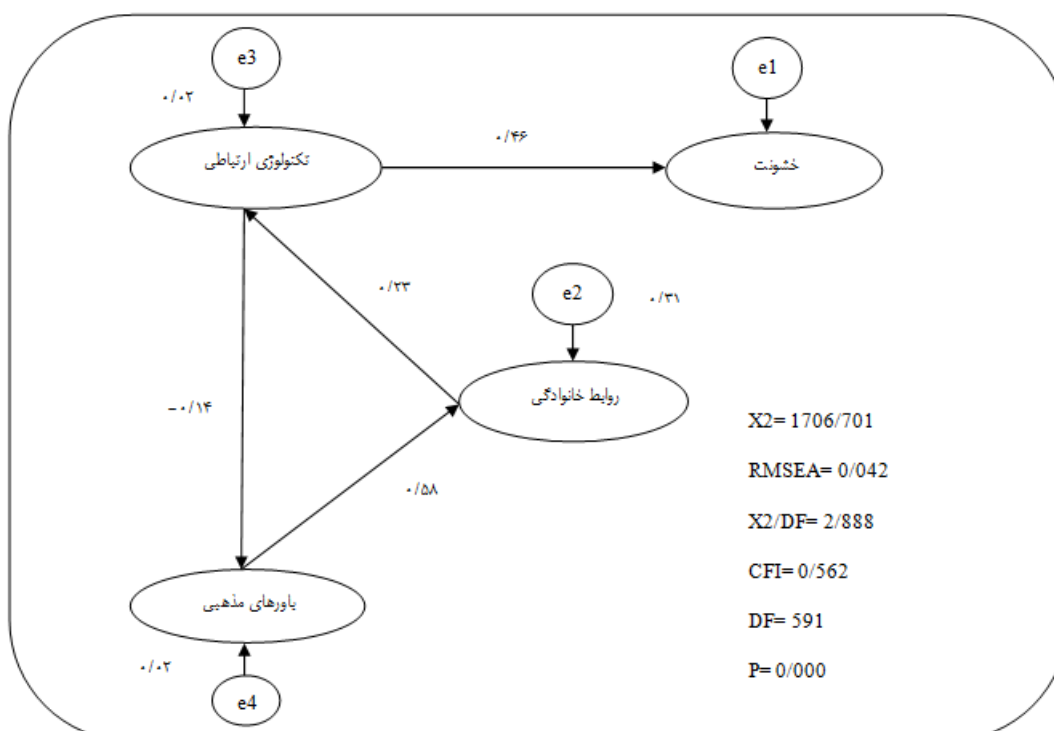 e3
e1
۰/۰۲
۰/۴۶
تکنولوژی ارتباطی
خشونت
۰/۲۳
e2
۰/۳۱
روابط خانوادگی
-۰/۱۴
X2= 1706/701
RMSEA= 0/042
۰/۵۸
X2/DF= 2/888
CFI= 0/562
باورهای مذهبی
DF= 591
۰/۰۲
P= 0/000
e4